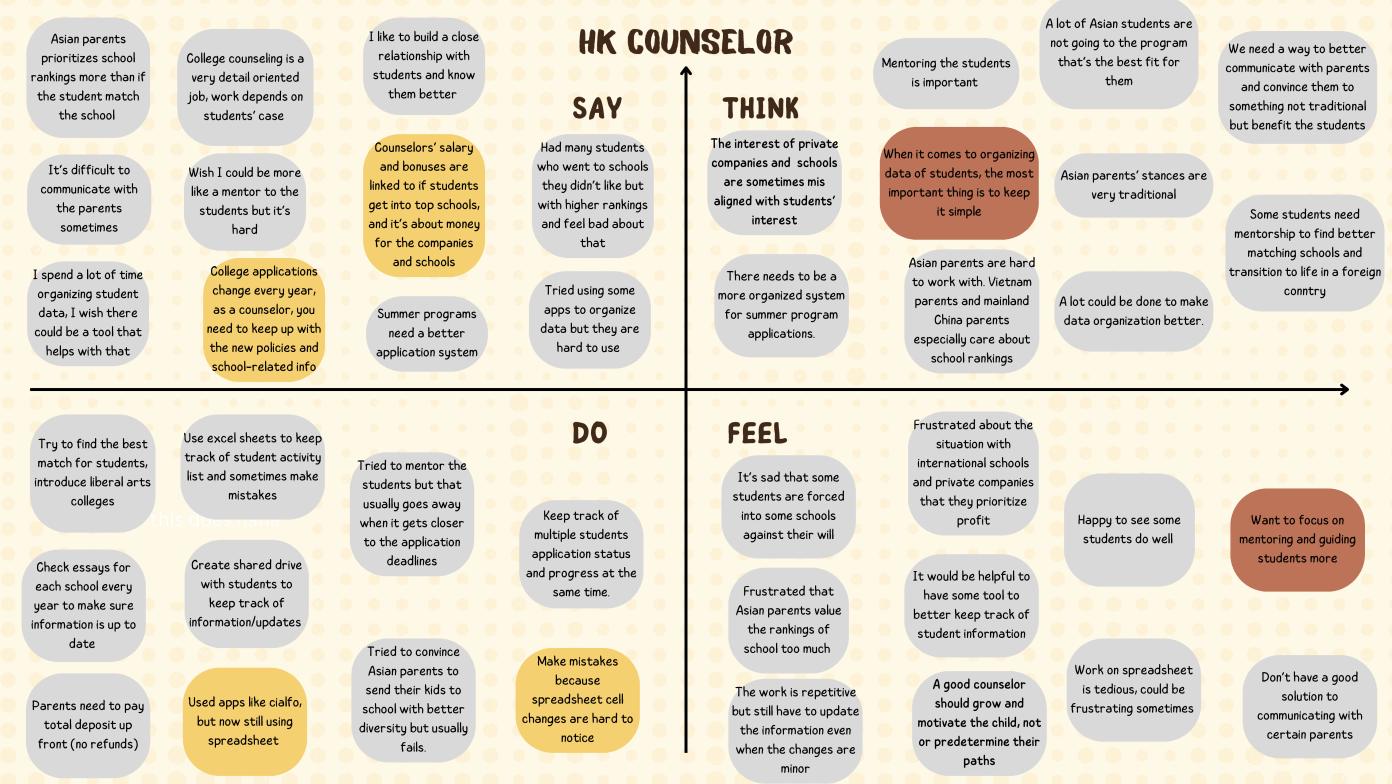 HK COUNSELOR
SAY
Asian parents
prioritizes school
rankings more than if
the student match
the school
College counseling is a
very detail oriented
job, work depends on
students' case
I like to build a close
relationship with
students and know
them better
It's difficult to
communicate with
the parents
sometimes
Wish I could be more
like a mentor to the
students but it's
hard
Counselors' salary
and bonuses are
linked to if students
get into top schools,
and it's about money
for the companies
and schools
Had many students
who went to schools
they didn't like but
with higher rankings
and feel bad about
that
I spend a lot of time
organizing student
data, I wish there
could be a tool that
helps with that
College applications
change every year,
as a counselor, you
need to keep up with
the new policies and
school-related info
Summer programs
need a better
application system
Tried using some
apps to organize
data but they are
hard to use
THINK
Mentoring the students
is important
A lot of Asian students are
not going to the program
that's the best fit for
them
We need a way to better
communicate with parents
and convince them to
something not traditional
but benefit the students
The interest of private
companies and schools
are sometimes mis
aligned with students'
interest
When it comes to organizing
data of students, the most
important thing is to keep
it simple
Asian parents' stances are
very traditional
Some students need
mentorship to find better
matching schools and
transition to life in a foreign
conntry
There needs to be a
more organized system
for summer program
applications.
Asian parents are hard
to work with. Vietnam
parents and mainland
China parents
especially care about
school rankings
A lot could be done to make
data organization better.
DO
Try to find the best
match for students,
introduce liberal arts
colleges
Use excel sheets to keep
track of student activity
list and sometimes make
mistakes
Tried to mentor the
students but that
usually goes away
when it gets closer
to the application
deadlines
Keep track of
multiple students
application status
and progress at the
same time.
this does
Check essays for
each school every
year to make sure
information is up to
date
Create shared drive
with students to
keep track of
information/updates
Tried to convince
Asian parents to
send their kids to
school with better
diversity but usually
fails.
Make mistakes
because
spreadsheet cell
changes are hard to
notice
Parents need to pay
total deposit up
front (no refunds)
Used apps like cialfo,
but now still using
spreadsheet
FEEL
It's sad that some
students are forced
into some schools
against their will
Frustrated about the
situation with
international schools
and private companies
that they prioritize
profit
Happy to see some
students do well
Want to focus on
mentoring and guiding
students more
Frustrated that
Asian parents value
the rankings of
school too much
It would be helpful to
have some tool to
better keep track of
student information
The work is repetitive
but still have to update
the information even
when the changes are
minor
A good counselor
should grow and
motivate the child, not
or predetermine their
paths
Work on spreadsheet
is tedious, could be
frustrating sometimes
Don't have a good
solution to
communicating with
certain parents